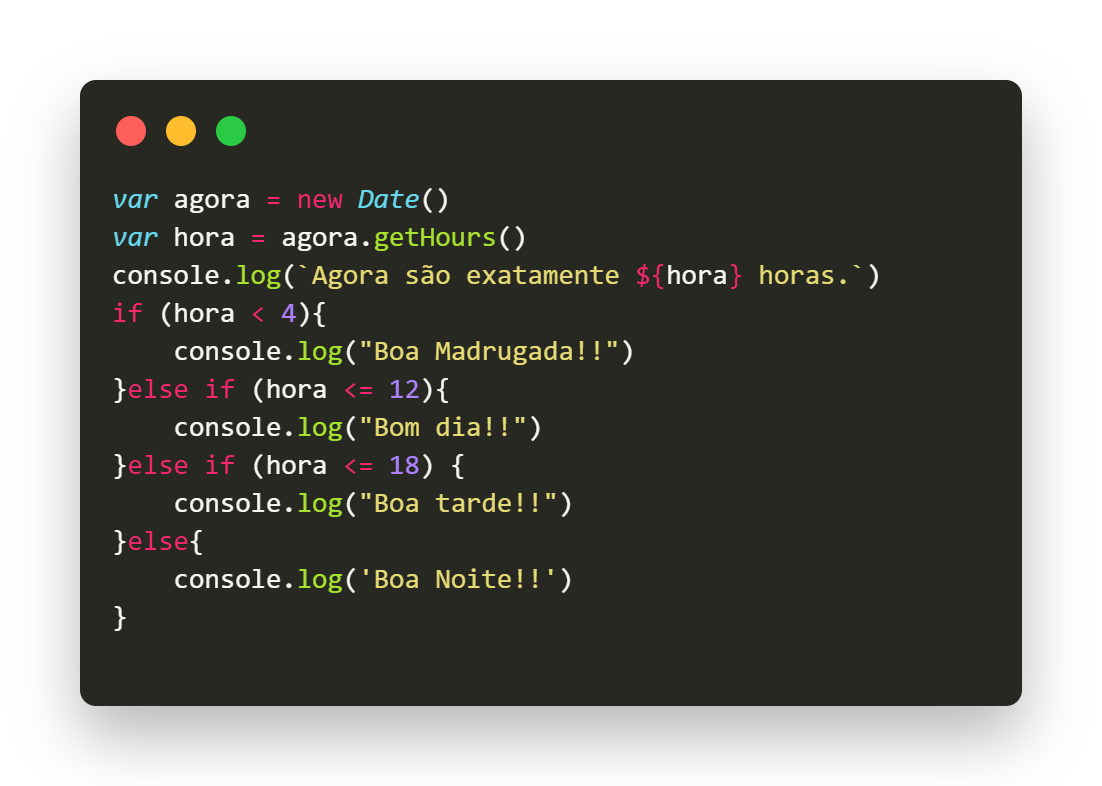 var agora = new Date()
var hora = agora.getHours()
console.log(`Agora são exatamente ${hora} horas.`)
if (hora < 4){
    console.log("Boa Madrugada!!")
}else if (hora <= 12){
    console.log("Bom dia!!")
}else if (hora <= 18) {
    console.log("Boa tarde!!")
}else{
    console.log('Boa Noite!!')
}